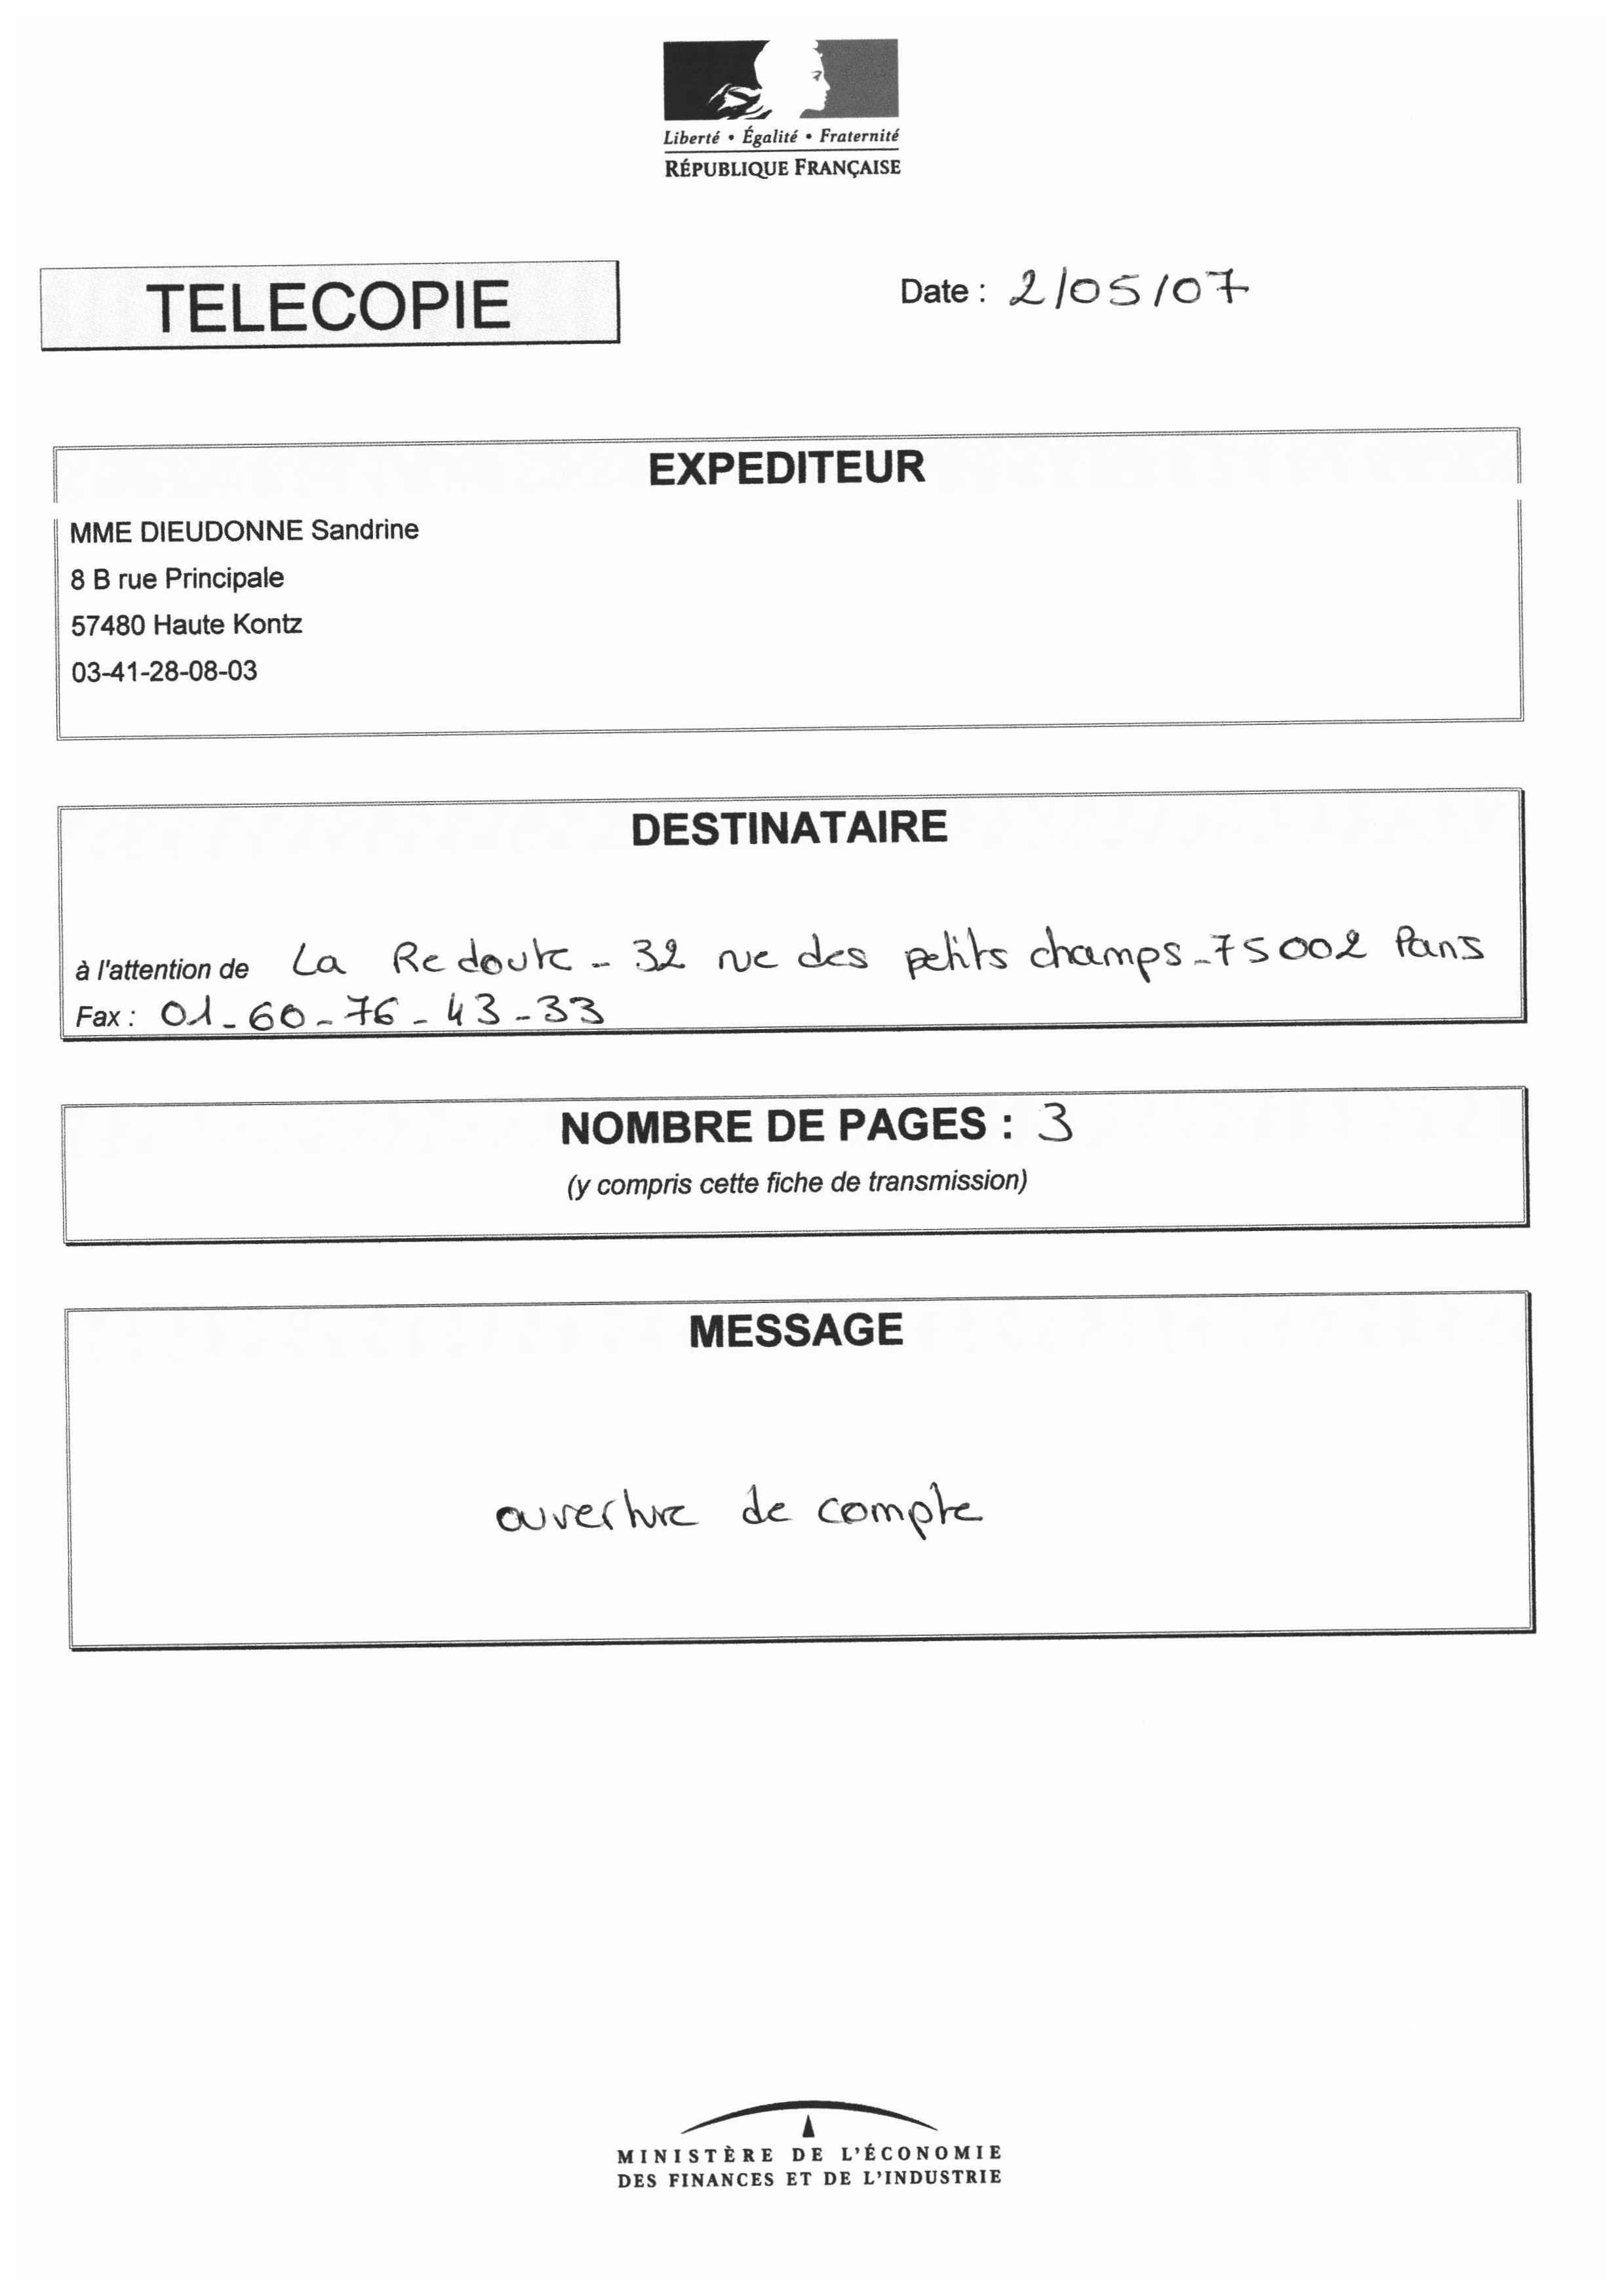 Liberté • Égalité • Fraternité
RÉPUBLIQUE FRANÇAISE
TELECOPIE
Date : 2/05/07
EXPEDITEUR
MME DIEUDONNE Sandrine
8 B rue Principale
57480 Haute Kontz
03-41-28-08-03
DESTINATAIRE
à l'attention de La Redoute - 32 rue des petits champs - 75002 Paris
Fax : 01-60-76-43-33
NOMBRE DE PAGES : 3
(y compris cette fiche de transmission)
MESSAGE
ouverture de compte
MINISTÈRE DE L'ÉCONOMIE
DES FINANCES ET DE L'INDUSTRIE